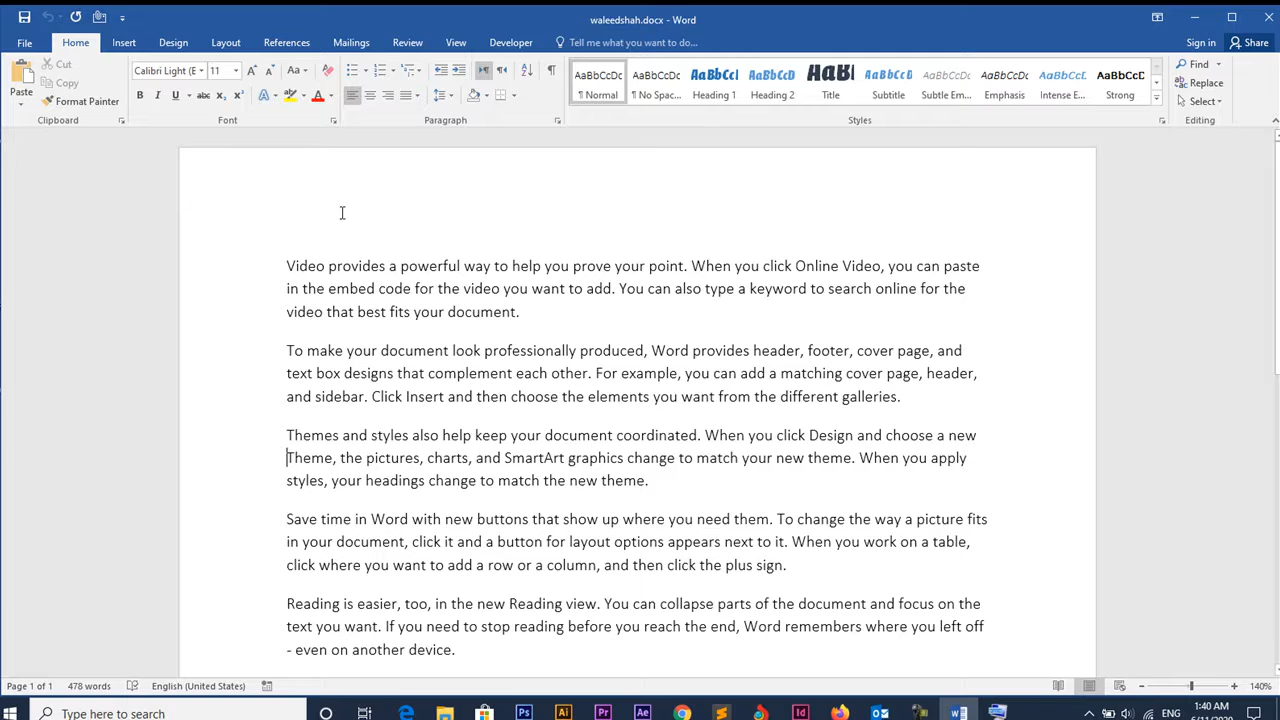 waleedshah.docx - Word
File Home Insert Design Layout References Mailings Review View Developer Tell me what you want to do... Sign in Share
Cut
Copy
Format Painter
Paste
Calibri Light (E 11
Aa
B I U abc x₂ x² A ab A
AaBbCcDc AaBbCcDc AaBbCcI AaBbCcI AaBI AaBbCcI AaBbCcDc AaBbCcDc AaBbCcDc AaBbCcDc
¶ Normal ¶ No Spac... Heading 1 Heading 2 Title Subtitle Subtle Em... Emphasis Intense E... Strong
Find
Replace
Select
Clipboard Font Paragraph Styles Editing
Video provides a powerful way to help you prove your point. When you click Online Video, you can paste
in the embed code for the video you want to add. You can also type a keyword to search online for the
video that best fits your document.
To make your document look professionally produced, Word provides header, footer, cover page, and
text box designs that complement each other. For example, you can add a matching cover page, header,
and sidebar. Click Insert and then choose the elements you want from the different galleries.
Themes and styles also help keep your document coordinated. When you click Design and choose a new
Theme, the pictures, charts, and SmartArt graphics change to match your new theme. When you apply
styles, your headings change to match the new theme.
Save time in Word with new buttons that show up where you need them. To change the way a picture fits
in your document, click it and a button for layout options appears next to it. When you work on a table,
click where you want to add a row or a column, and then click the plus sign.
Reading is easier, too, in the new Reading view. You can collapse parts of the document and focus on the
text you want. If you need to stop reading before you reach the end, Word remembers where you left off
- even on another device.
Page 1 of 1 478 words English (United States) 140%
Type here to search
Ps Ai Pr Ae Id
ENG
1:40 AM